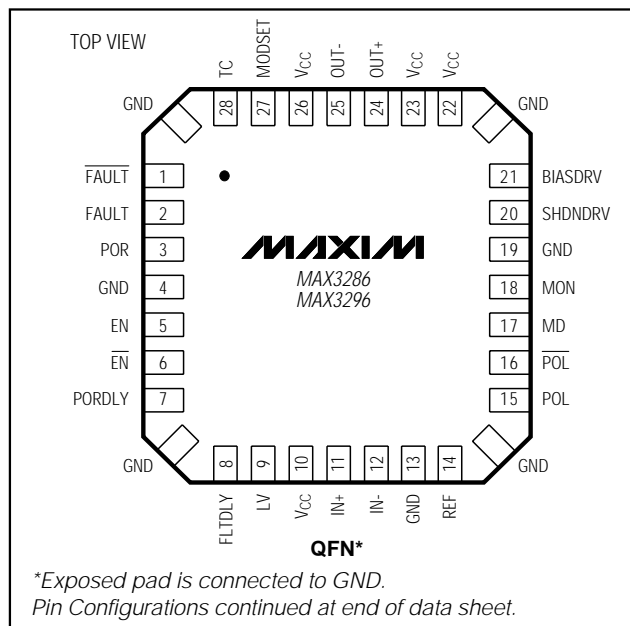 TOP VIEW
TC
MODSET
VCC
OUT-
OUT+
VCC
VCC
GND
28
27
26
25
24
23
22
GND
FAULT
1
FAULT
2
POR
3
GND
4
EN
5
EN
6
PORDLY
7
MAXIM
MAX3286
MAX3296
21
BIASDRV
20
SHDNDRV
19
GND
18
MON
17
MD
16
POL
15
POL
GND
8
9
10
11
12
13
14
GND
FLTDLY
LV
VCC
IN+
IN-
GND
REF
QFN*
*Exposed pad is connected to GND.
Pin Configurations continued at end of data sheet.